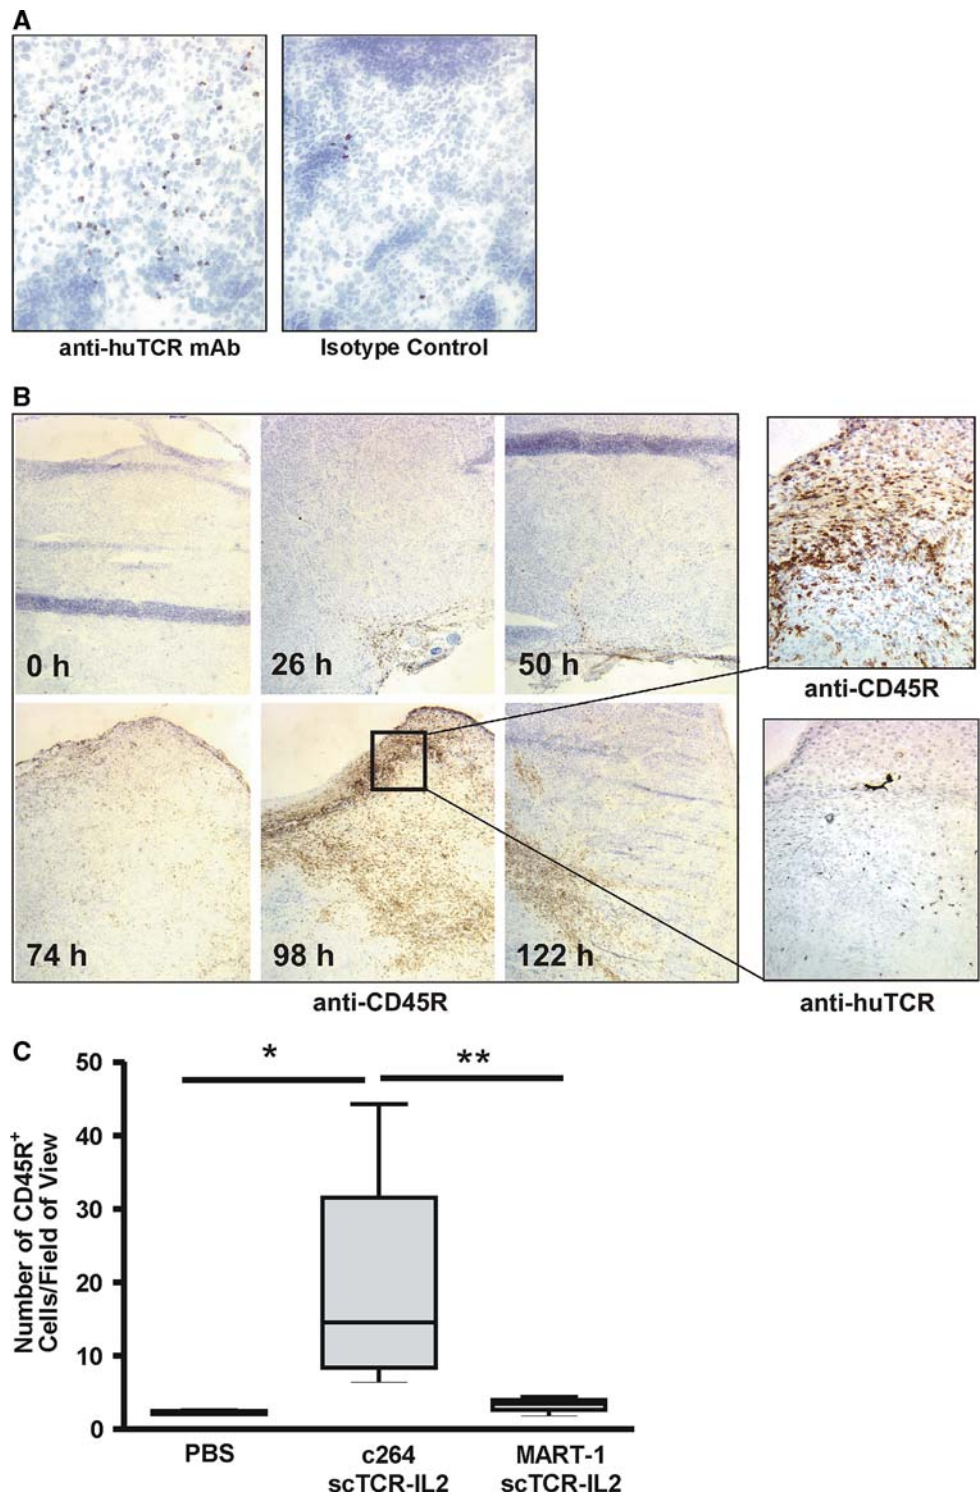 A
anti-huTCR mAb
Isotype Control
B
0 h
26 h
50 h
anti-CD45R
74 h
98 h
122 h
anti-huTCR
anti-CD45R
C
50
40
30
20
10
0
Number of CD45R+
Cells/Field of View
*
**
PBS
c264
scTCR-IL2
MART-1
scTCR-IL2